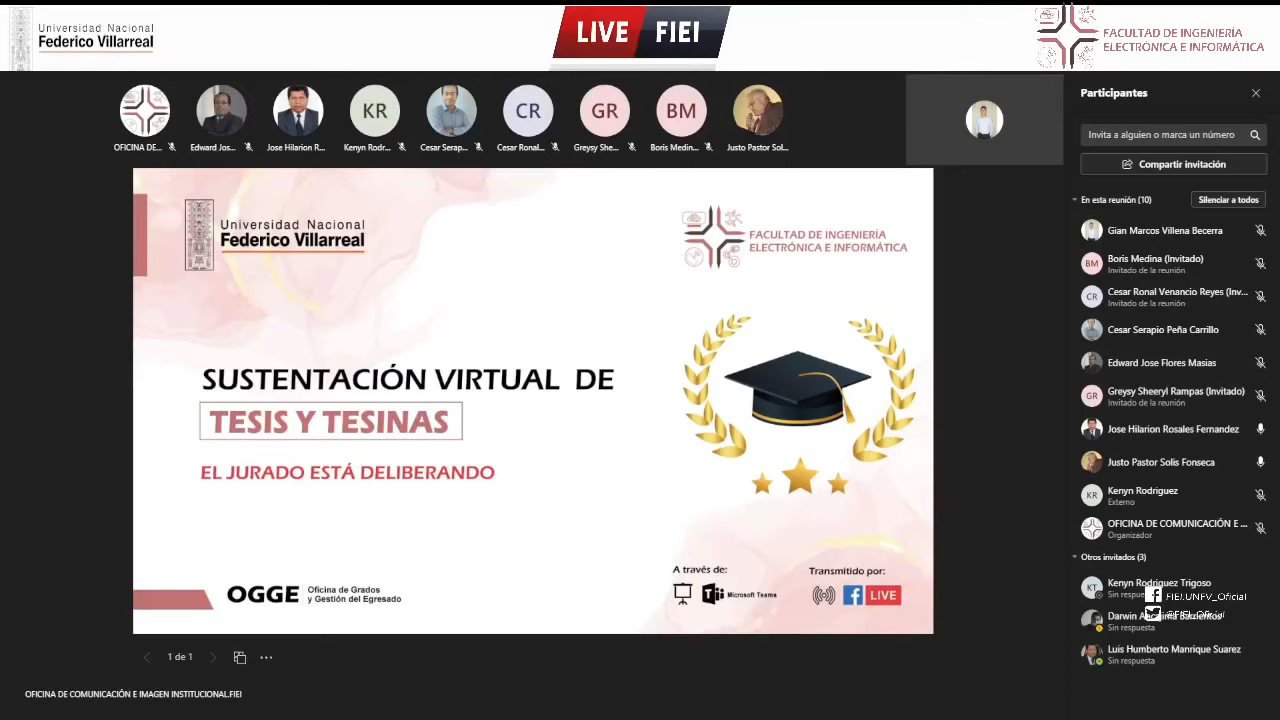 Universidad Nacional
Federico Villarreal
LIVE FIEI
FACULTAD DE INGENIERÍA
ELECTRÓNICA E INFORMÁTICA
KR
CR
GR
BM
OFICINA DE...
Edward Jos...
Jose Hilarion R...
Kenyn Rodr...
Cesar Serap...
Cesar Ronal...
Greysy She...
Boris Medin...
Justo Pastor Sol...
Universidad Nacional
Federico Villarreal
FACULTAD DE INGENIERÍA
ELECTRÓNICA E INFORMÁTICA
SUSTENTACIÓN VIRTUAL DE
TESIS Y TESINAS
EL JURADO ESTÁ DELIBERANDO
OGGE
Oficina de Grados
y Gestión del Egresado
A través de:
Microsoft Teams
Transmitido por:
LIVE
1 de 1
OFICINA DE COMUNICACIÓN E IMAGEN INSTITUCIONAL.FIEI
Participantes
Invita a alguien o marca un número
Compartir invitación
En esta reunión (10)
Silenciar a todos
Gian Marcos Villena Becerra
BM
Boris Medina (Invitado)
Invitado de la reunión
CR
Cesar Ronal Venancio Reyes (Inv...
Invitado de la reunión
Cesar Serapio Peña Carrillo
Edward Jose Flores Masias
GR
Greysy Sheeryl Rampas (Invitado)
Invitado de la reunión
Jose Hilarion Rosales Fernandez
Justo Pastor Solis Fonseca
KR
Kenyn Rodriguez
Externo
OFICINA DE COMUNICACIÓN E ...
Organizador
Otros invitados (3)
KT
Kenyn Rodriguez Trigoso
Sin resp
FIEI.UNFV_Oficial
Darwin
@FIEI_Oficial
Sin respuesta
Luis Humberto Manrique Suarez
Sin respuesta